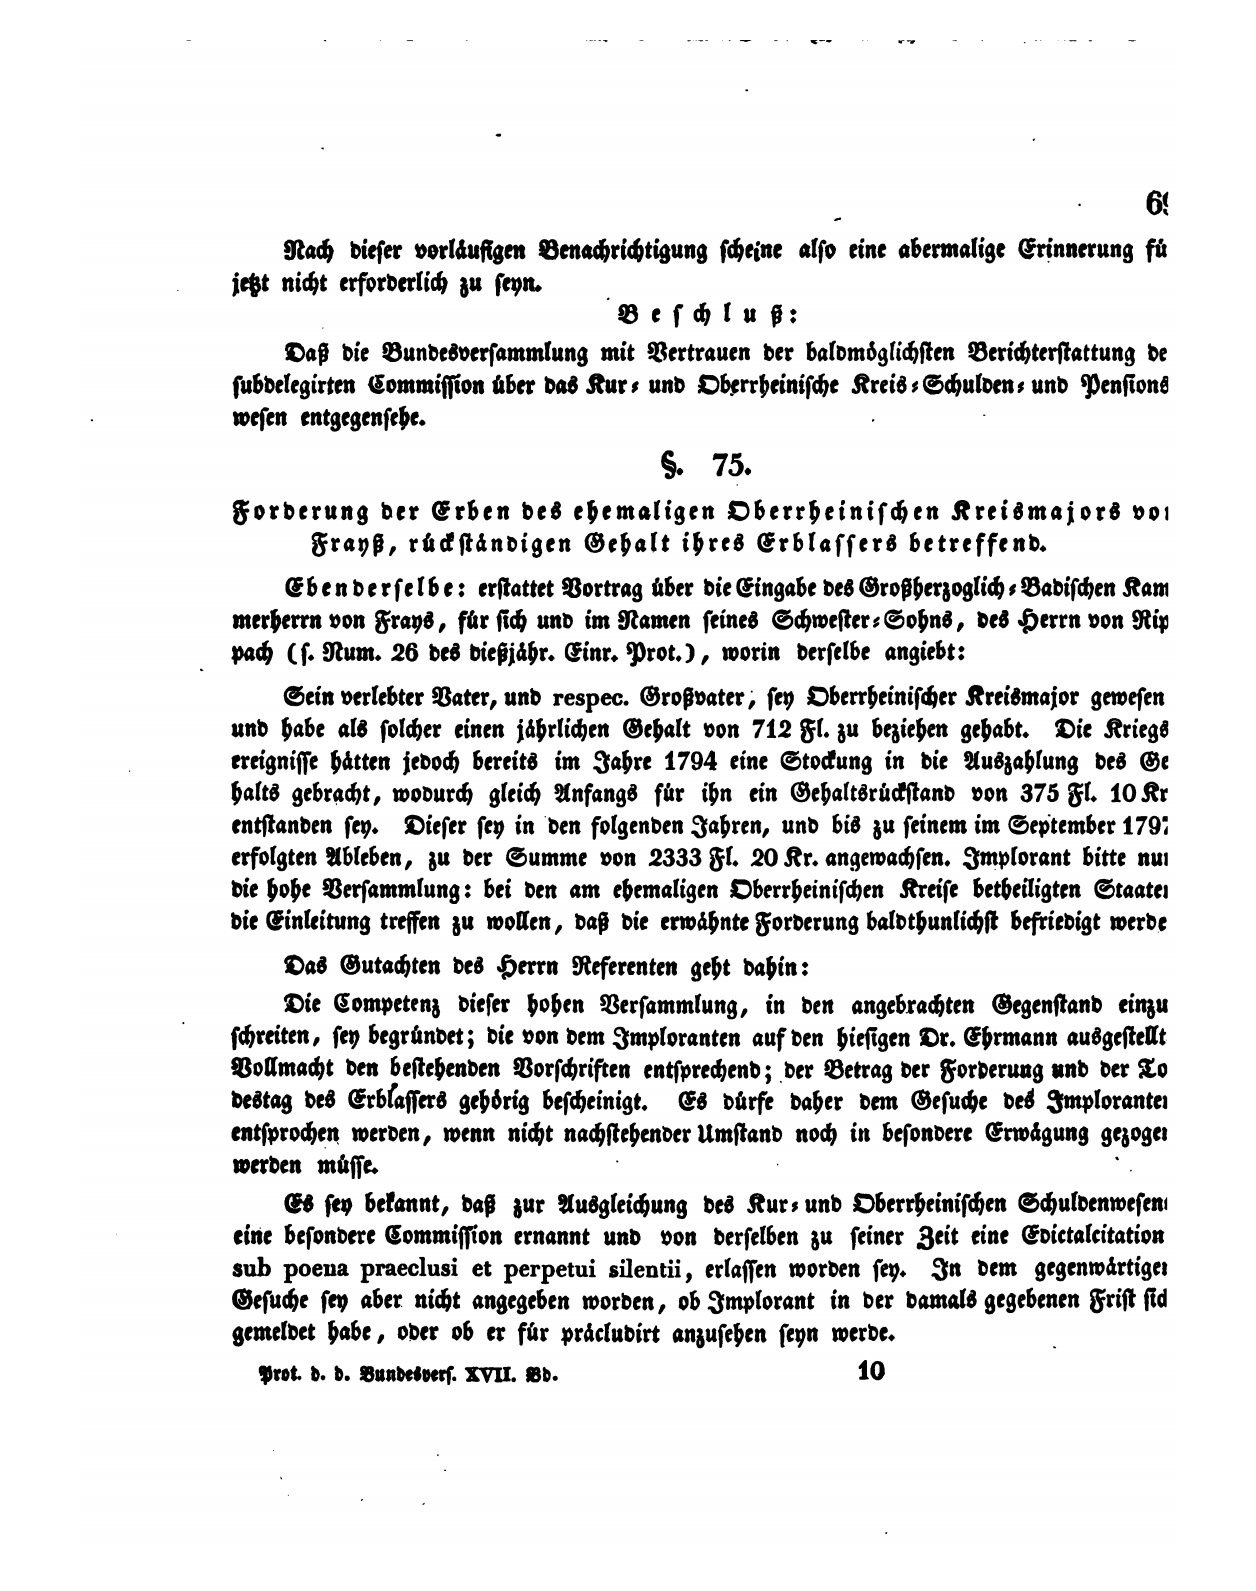 69
Nach dieser vorläufigen Benachrichtigung scheine also eine abermalige Erinnerung fü
jetzt nicht erforderlich zu seyn.
Beschluß:
Daß die Bundesversammlung mit Vertrauen der baldmöglichsten Berichterstattung de
subdelegirten Commission über das Kur- und Oberrheinische Kreis-Schulden- und Pensions
wesen entgegensehe.
§. 75.
Forderung der Erben des ehemaligen Oberrheinischen Kreismajors von
Frayß, rückständigen Gehalt ihres Erblassers betreffend.
Ebenderselbe: erstattet Vortrag über die Eingabe des Großherzoglich-Badischen Kam
merherrn von Frays, für sich und im Namen seines Schwester-Sohns, des Herrn von Rip
pach (s. Num. 26 des dießjähr. Einr. Prot.), worin derselbe angiebt:
Sein verlebter Vater, und respec. Großvater, sey Oberrheinischer Kreismajor gewesen
und habe als solcher einen jährlichen Gehalt von 712 Fl. zu beziehen gehabt. Die Kriegs
ereignisse hätten jedoch bereits im Jahre 1794 eine Stockung in die Auszahlung des Ge
halts gebracht, wodurch gleich Anfangs für ihn ein Gehaltsrückstand von 375 Fl. 10 Kr
entstanden sey. Dieser sey in den folgenden Jahren, und bis zu seinem im September 1797
erfolgten Ableben, zu der Summe von 2333 Fl. 20 Kr. angewachsen. Implorant bitte nun
die hohe Versammlung: bei den am ehemaligen Oberrheinischen Kreise betheiligten Staaten
die Einleitung treffen zu wollen, daß die erwähnte Forderung baldthunlichst befriedigt werde
Das Gutachten des Herrn Referenten geht dahin:
Die Competenz dieser hohen Versammlung, in den angebrachten Gegenstand einzu
schreiten, sey begründet; die von dem Imploranten auf den hiesigen Dr. Ehrmann ausgestellt
Vollmacht den bestehenden Vorschriften entsprechend; der Betrag der Forderung und der To
destag des Erblassers gehörig bescheinigt. Es dürfe daher dem Gesuche des Imploranten
entsprochen werden, wenn nicht nachstehender Umstand noch in besondere Erwägung gezogen
werden müsse.
Es sey bekannt, daß zur Ausgleichung des Kur- und Oberrheinischen Schuldenwesens
eine besondere Commission ernannt und von derselben zu seiner Zeit eine Edictalcitation
sub poena praeclusi et perpetui silentii, erlassen worden sey. In dem gegenwärtigen
Gesuche sey aber nicht angegeben worden, ob Implorant in der damals gegebenen Frist sich
gemeldet habe, oder ob er für präcludirt anzusehen seyn werde.
Prot. d. d. Bundesvers. XVII. Bd. 10